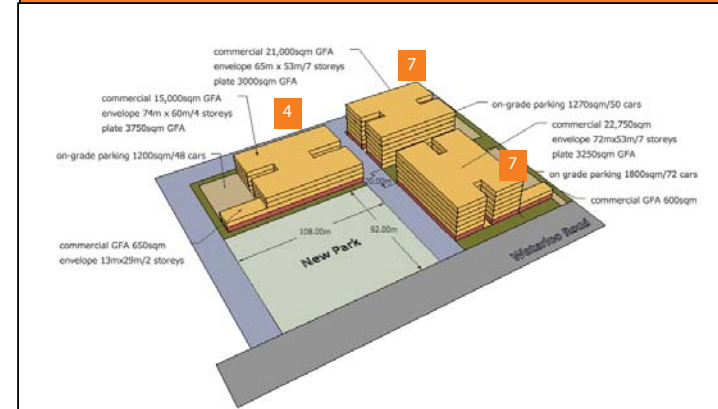 commercial 21,000sqm GFA
envelope 65m x 53m/7 storeys
plate 3000sqm GFA
7
commercial 15,000sqm GFA
envelope 74m x 60m/4 storeys
plate 3750sqm GFA
4
on-grade parking 1270sqm/50 cars
commercial 22,750sqm
envelope 72mx53m/7 storeys
plate 3250sqm GFA
on-grade parking 1200sqm/48 cars
7
on grade parking 1800sqm/72 cars
20.00m
commercial GFA 600sqm
108.00m
92.00m
commercial GFA 650sqm
envelope 13mx29m/2 storeys
New Park
Waterloo Road